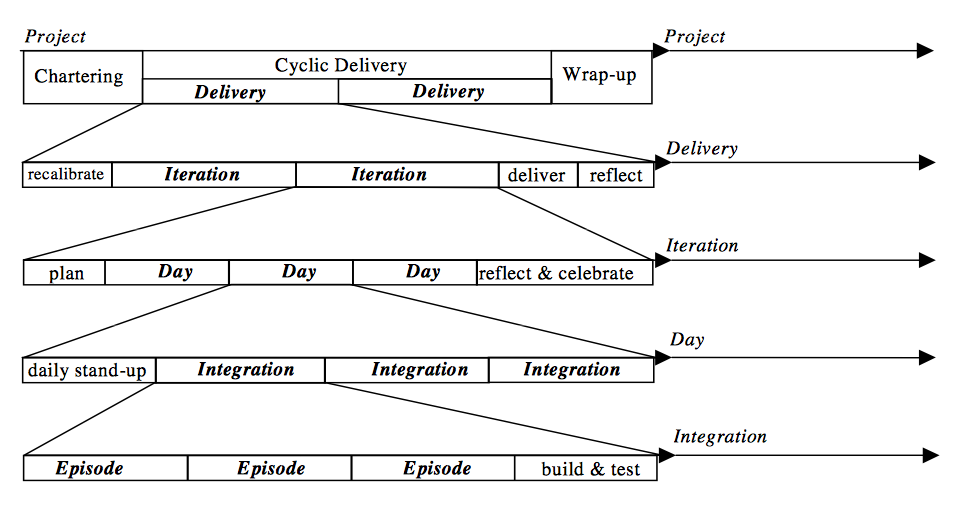 Project Project
Chartering Cyclic Delivery Wrap-up
Delivery Delivery
Delivery
recalibrate Iteration Iteration deliver reflect
Iteration
plan Day Day Day reflect & celebrate
Day
daily stand-up Integration Integration Integration
Integration
Episode Episode Episode build & test